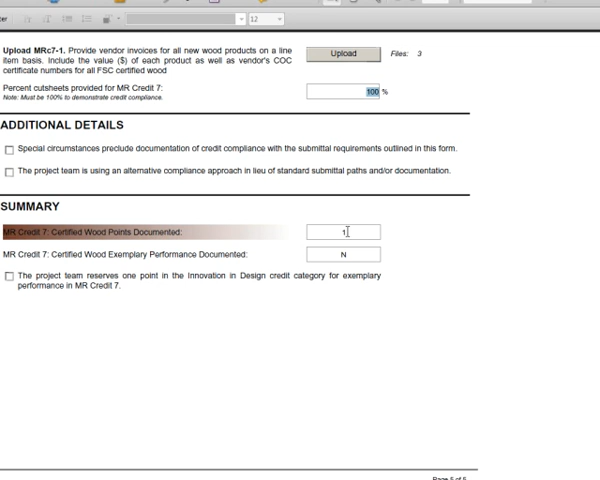 12
Upload MRc7-1. Provide vendor invoices for all new wood products on a line
item basis. Include the value ($) of each product as well as vendor's COC
certificate numbers for all FSC certified wood
Upload
Files: 3
Percent cutsheets provided for MR Credit 7:
Note: Must be 100% to demonstrate credit compliance.
100 %
ADDITIONAL DETAILS
Special circumstances preclude documentation of credit compliance with the submittal requirements outlined in this form.
The project team is using an alternative compliance approach in lieu of standard submittal paths and/or documentation.
SUMMARY
MR Credit 7: Certified Wood Points Documented:
1
MR Credit 7: Certified Wood Exemplary Performance Documented:
N
The project team reserves one point in the Innovation in Design credit category for exemplary
performance in MR Credit 7.
Page 5 of 5